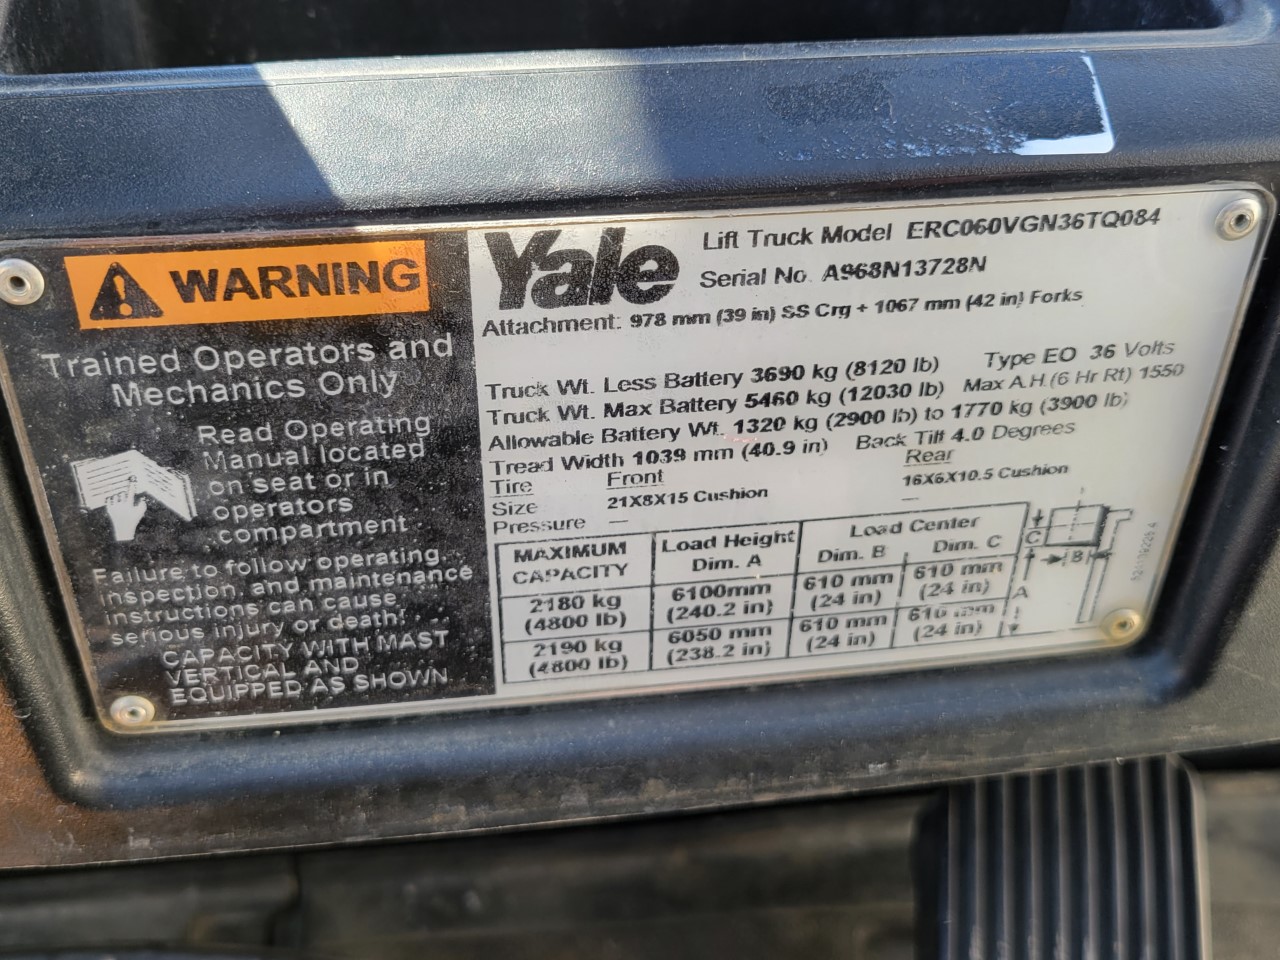 WARNING
Trained Operators and
Mechanics Only
Read Operating
Manual located
on seat or in
operators
compartment
Failure to follow operating,
inspection, and maintenance
instructions can cause
serious injury or death!
CAPACITY WITH MAST
VERTICAL AND
EQUIPPED AS SHOWN
Yale
Lift Truck Model ERC060VGN36TQ084
Serial No. A968N13728N
Attachment: 978 mm (39 in) SS Crg + 1067 mm (42 in) Forks
Truck Wt. Less Battery 3690 kg (8120 lb) Type EO 36 Volts
Truck Wt. Max Battery 5460 kg (12030 lb) Max A.H.(6 Hr Rt) 1550
Allowable Battery Wt. 1320 kg (2900 lb) to 1770 kg (3900 lb)
Tread Width 1039 mm (40.9 in) Back Tilt 4.0 Degrees
Tire Front Rear
Size 21X8X15 Cushion 16X6X10.5 Cushion
Pressure — —
MAXIMUM CAPACITY Load Height Dim. A Load Center Dim. B Dim. C
2180 kg (4800 lb) 6100mm (240.2 in) 610 mm (24 in) 610 mm (24 in)
2190 kg (4800 lb) 6050 mm (238.2 in) 610 mm (24 in) 610 mm (24 in)
C
B
A